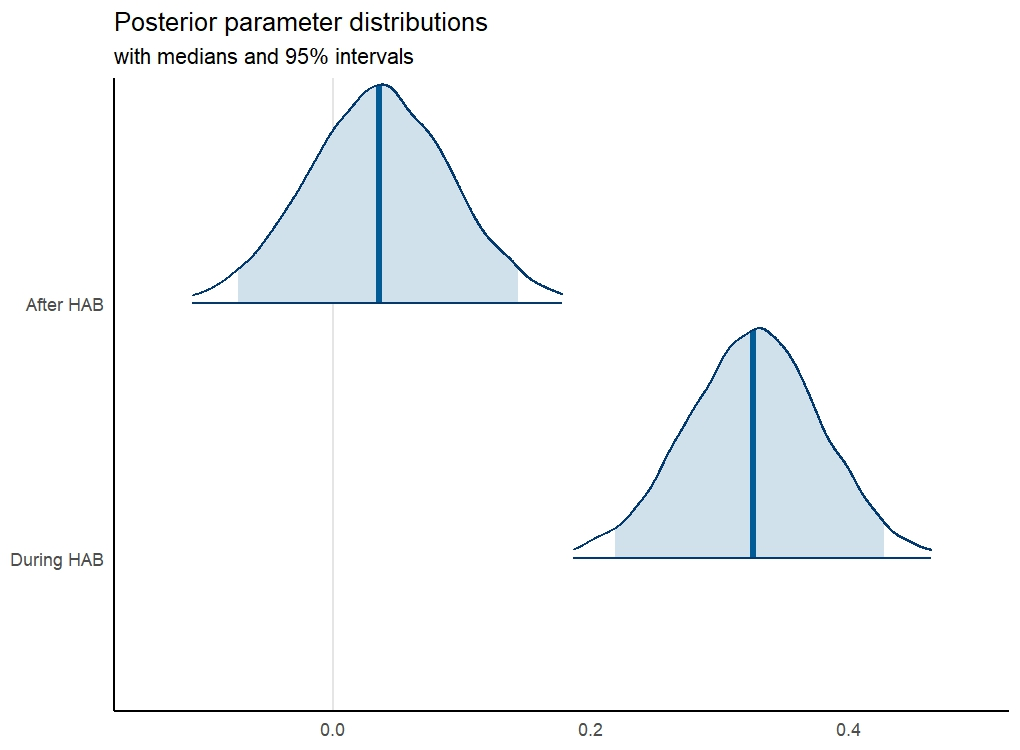 Posterior parameter distributions
with medians and 95% intervals
After HAB
During HAB
0.0
0.2
0.4